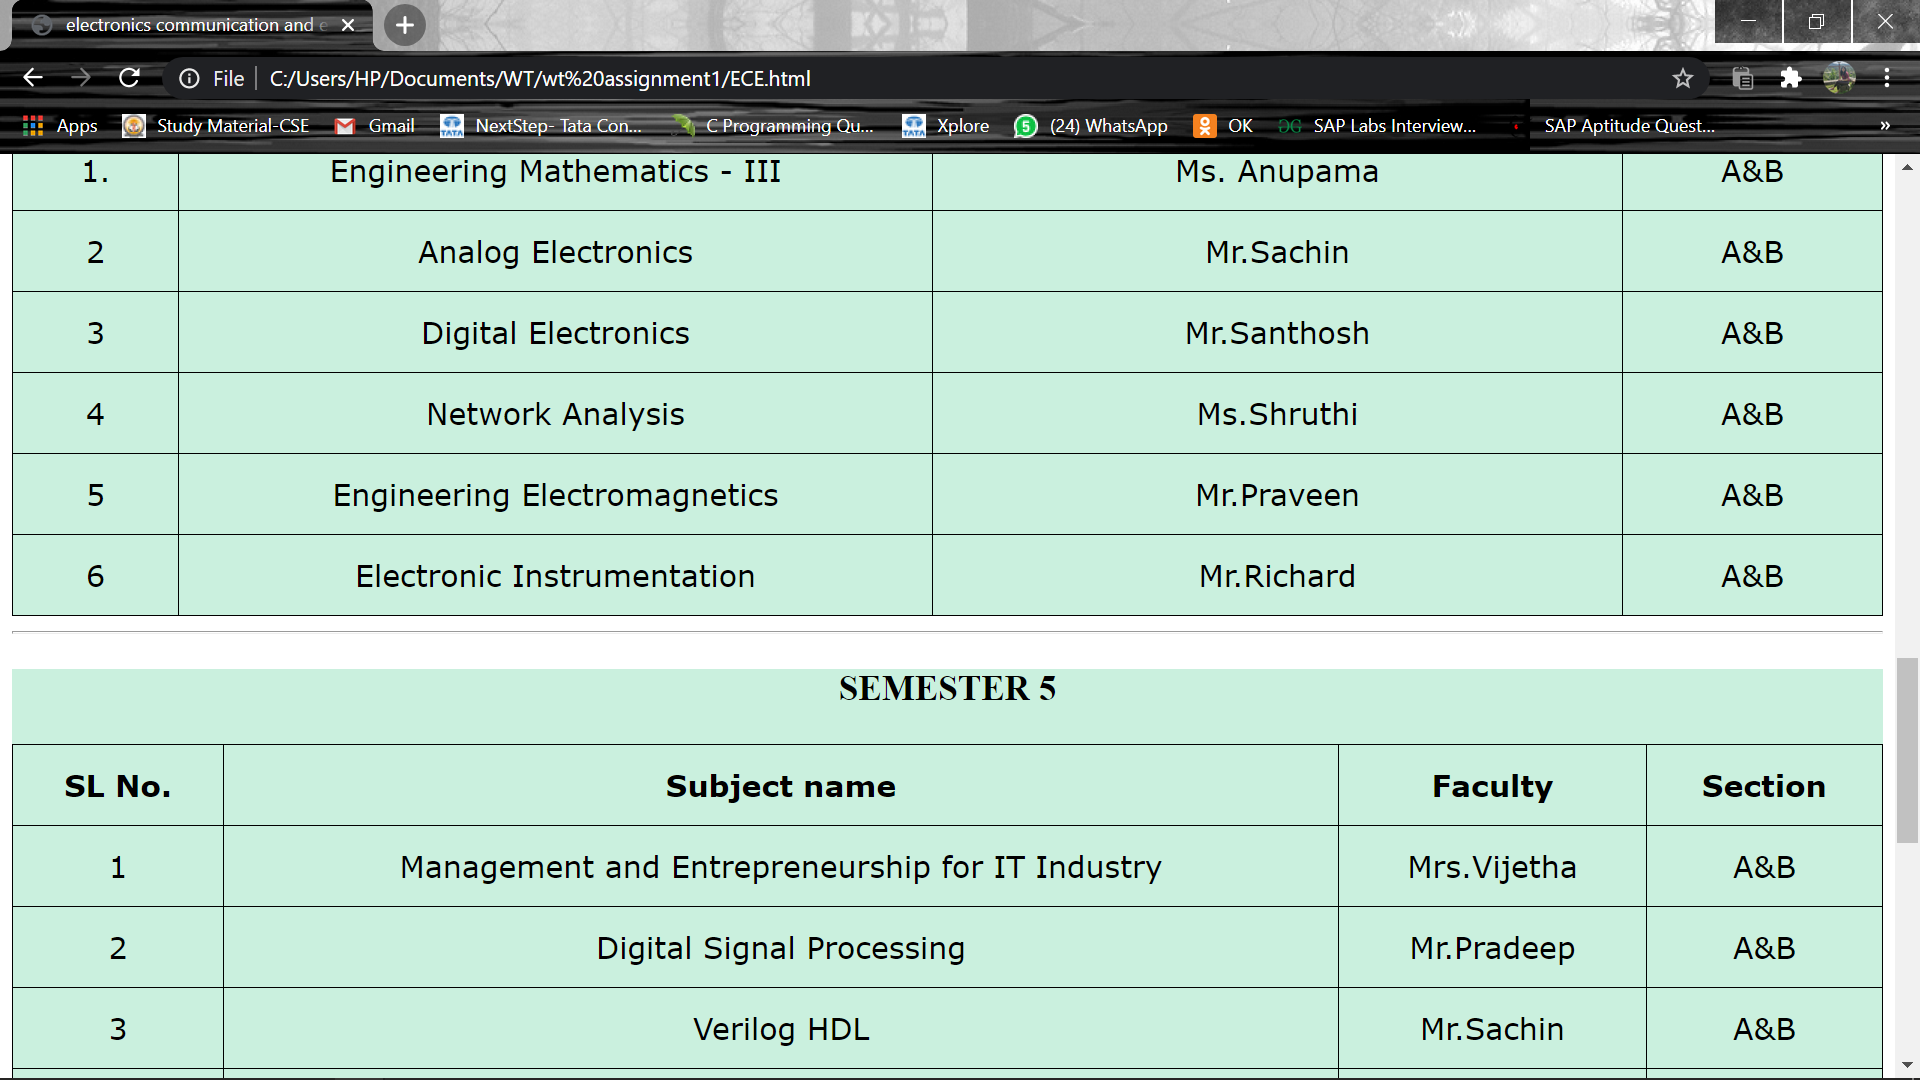 electronics communication and e
File C:/Users/HP/Documents/WT/wt%20assignment1/ECE.html
Apps Study Material-CSE Gmail NextStep- Tata Con... C Programming Qu... Xplore (24) WhatsApp OK SAP Labs Interview... SAP Aptitude Quest... »
1. Engineering Mathematics - III Ms. Anupama A&B
2 Analog Electronics Mr.Sachin A&B
3 Digital Electronics Mr.Santhosh A&B
4 Network Analysis Ms.Shruthi A&B
5 Engineering Electromagnetics Mr.Praveen A&B
6 Electronic Instrumentation Mr.Richard A&B
SEMESTER 5
SL No. Subject name Faculty Section
1 Management and Entrepreneurship for IT Industry Mrs.Vijetha A&B
2 Digital Signal Processing Mr.Pradeep A&B
3 Verilog HDL Mr.Sachin A&B